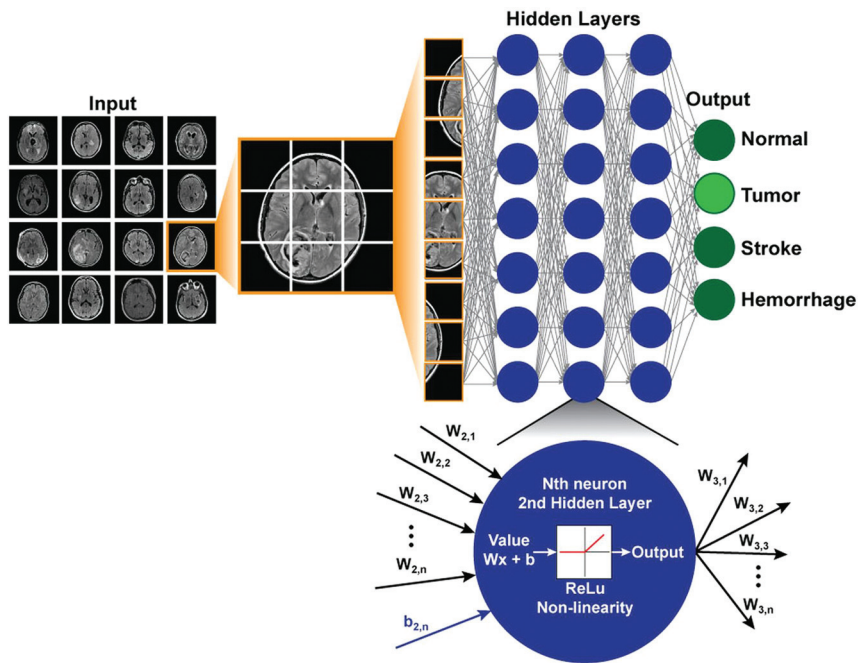 Hidden Layers
Input
Output
Normal
Tumor
Stroke
Hemorrhage
W2,1
W2,2
W2,3
W2,n
b2,n
Nth neuron
2nd Hidden Layer
Value
Wx + b
Output
ReLu
Non-linearity
W3,1
W3,2
W3,3
W3,n